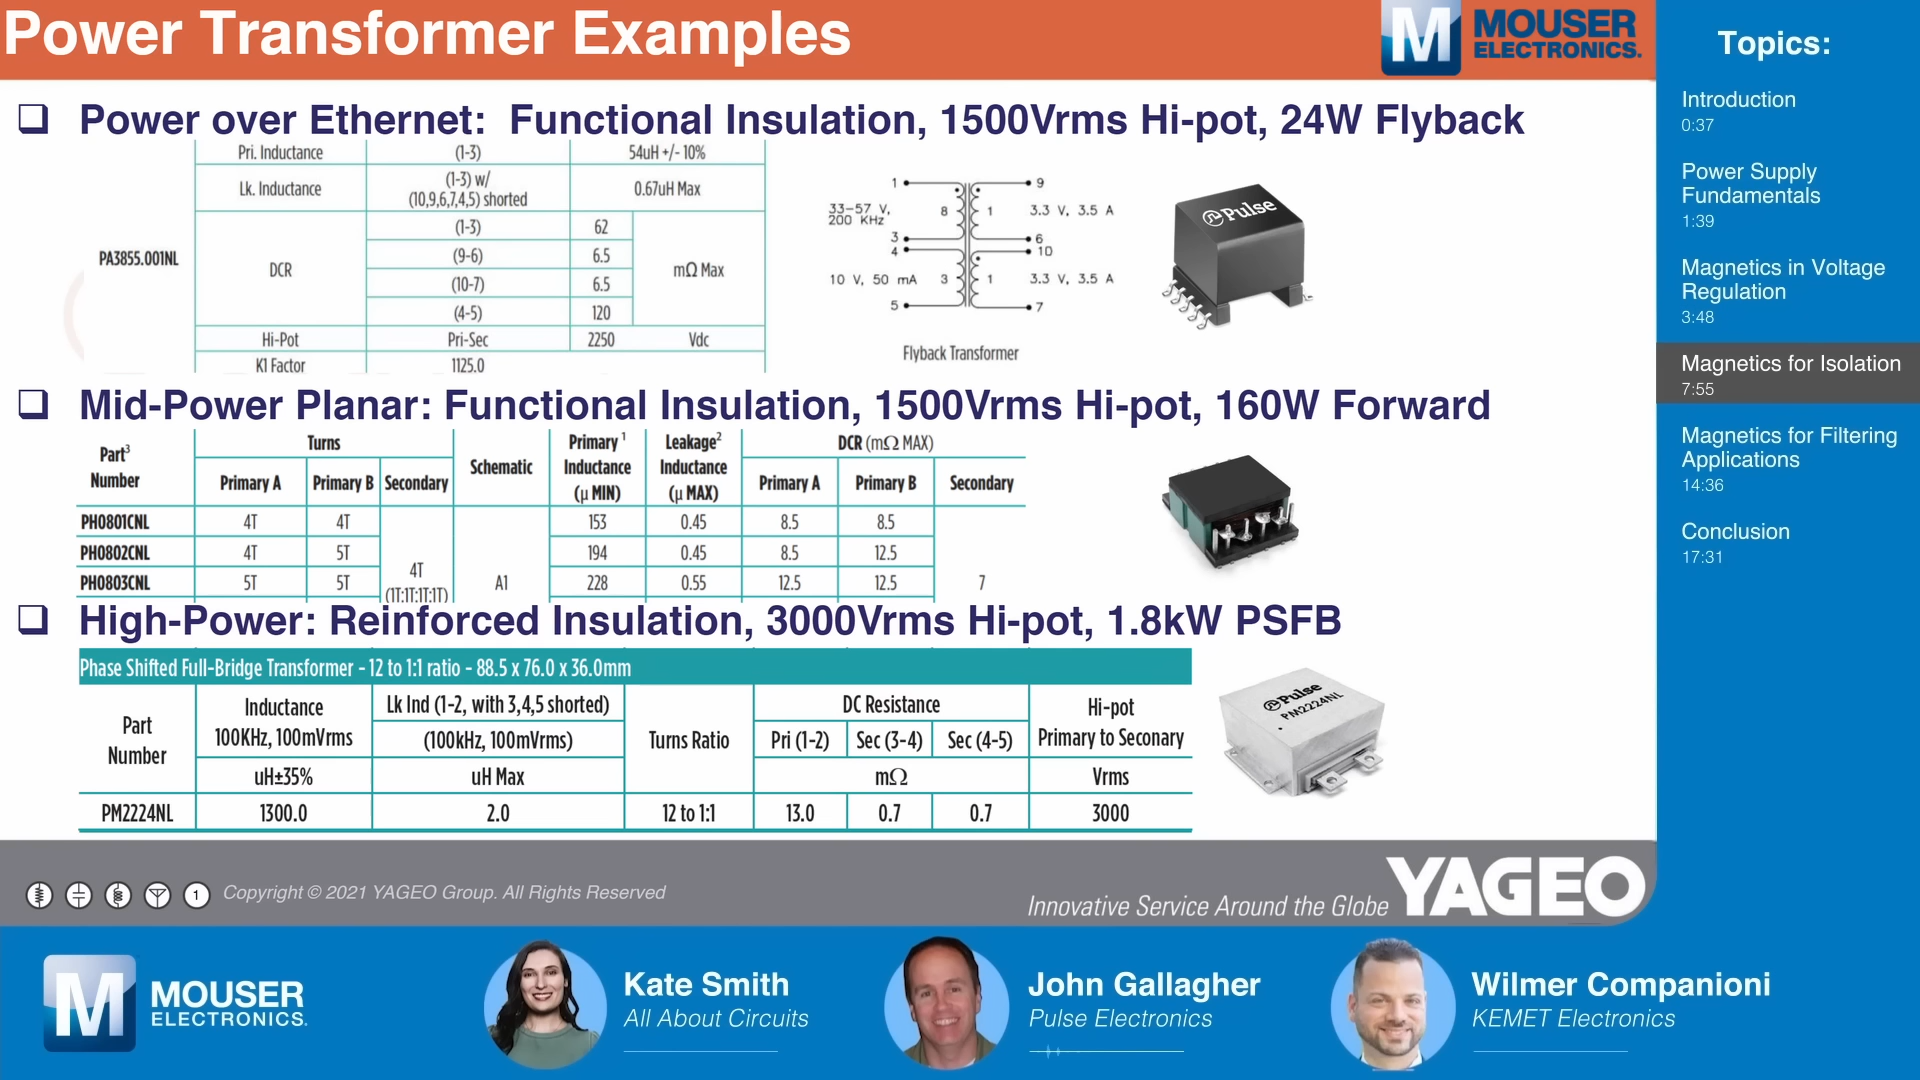 Power Transformer Examples
MOUSER
ELECTRONICS.
Topics:
Introduction
0:37
Power Supply
Fundamentals
1:39
Magnetics in Voltage
Regulation
3:48
Magnetics for Isolation
7:55
Magnetics for Filtering
Applications
14:36
Conclusion
17:31
Power over Ethernet: Functional Insulation, 1500Vrms Hi-pot, 24W Flyback
Pri. Inductance (1-3) 54uH +/- 10%
Lk. Inductance (1-3) w/ (10,9,6,7,4,5) shorted 0.67uH Max
PA3855.001NL
DCR (1-3) 62 mΩ Max
(9-6) 6.5
(10-7) 6.5
(4-5) 120
Hi-Pot Pri-Sec 2250 Vdc
K1 Factor 1125.0
1 9
33-57 V, 200 KHz 8 1 3.3 V, 3.5 A
3 6
4 10
10 V, 50 mA 3 1 3.3 V, 3.5 A
5 7
Flyback Transformer
Pulse
Mid-Power Planar: Functional Insulation, 1500Vrms Hi-pot, 160W Forward
Part3 Number Turns Schematic Primary 1 Inductance (μ MIN) Leakage2 Inductance (μ MAX) DCR (mΩ MAX)
Primary A Primary B Secondary Primary A Primary B Secondary
PH0801CNL 4T 4T 153 0.45 8.5 8.5
PH0802CNL 4T 5T 194 0.45 8.5 12.5
PH0803CNL 5T 5T 4T (1T:1T:1T:1T) A1 228 0.55 12.5 12.5 7
High-Power: Reinforced Insulation, 3000Vrms Hi-pot, 1.8kW PSFB
Phase Shifted Full-Bridge Transformer - 12 to 1:1 ratio - 88.5 x 76.0 x 36.0mm
Part Number Inductance 100KHz, 100mVrms Lk Ind (1-2, with 3,4,5 shorted) Turns Ratio DC Resistance Hi-pot Primary to Seconary
(100kHz, 100mVrms) Pri (1-2) Sec (3-4) Sec (4-5)
uH±35% uH Max mΩ Vrms
PM2224NL 1300.0 2.0 12 to 1:1 13.0 0.7 0.7 3000
Pulse
PM2224NL
1 Copyright © 2021 YAGEO Group. All Rights Reserved
Innovative Service Around the Globe YAGEO
M MOUSER
ELECTRONICS.
Kate Smith
All About Circuits
John Gallagher
Pulse Electronics
Wilmer Companioni
KEMET Electronics